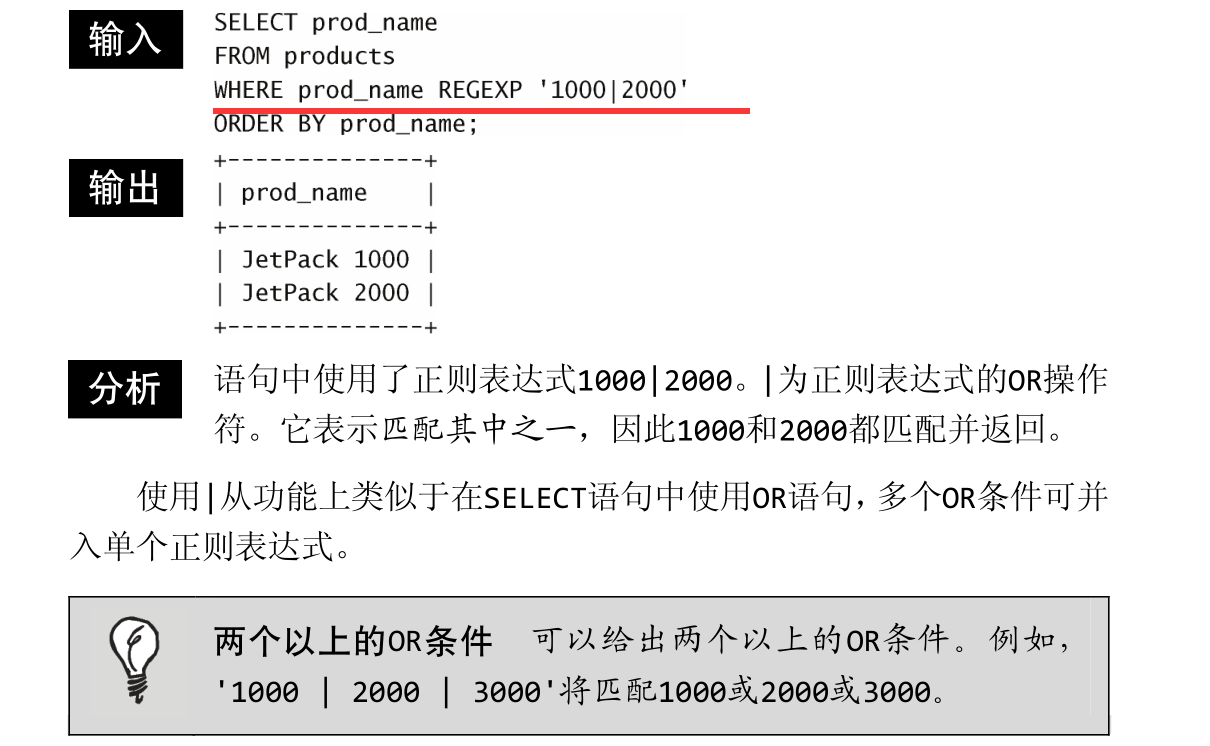 输入
SELECT prod_name
FROM products
WHERE prod_name REGEXP '1000|2000'
ORDER BY prod_name;
输出
+--------------+
| prod_name    |
+--------------+
| JetPack 1000 |
| JetPack 2000 |
+--------------+
分析
语句中使用了正则表达式1000|2000。|为正则表达式的OR操作
符。它表示匹配其中之一，因此1000和2000都匹配并返回。
使用|从功能上类似于在SELECT语句中使用OR语句，多个OR条件可并
入单个正则表达式。
两个以上的OR条件 可以给出两个以上的OR条件。例如，
'1000 | 2000 | 3000'将匹配1000或2000或3000。